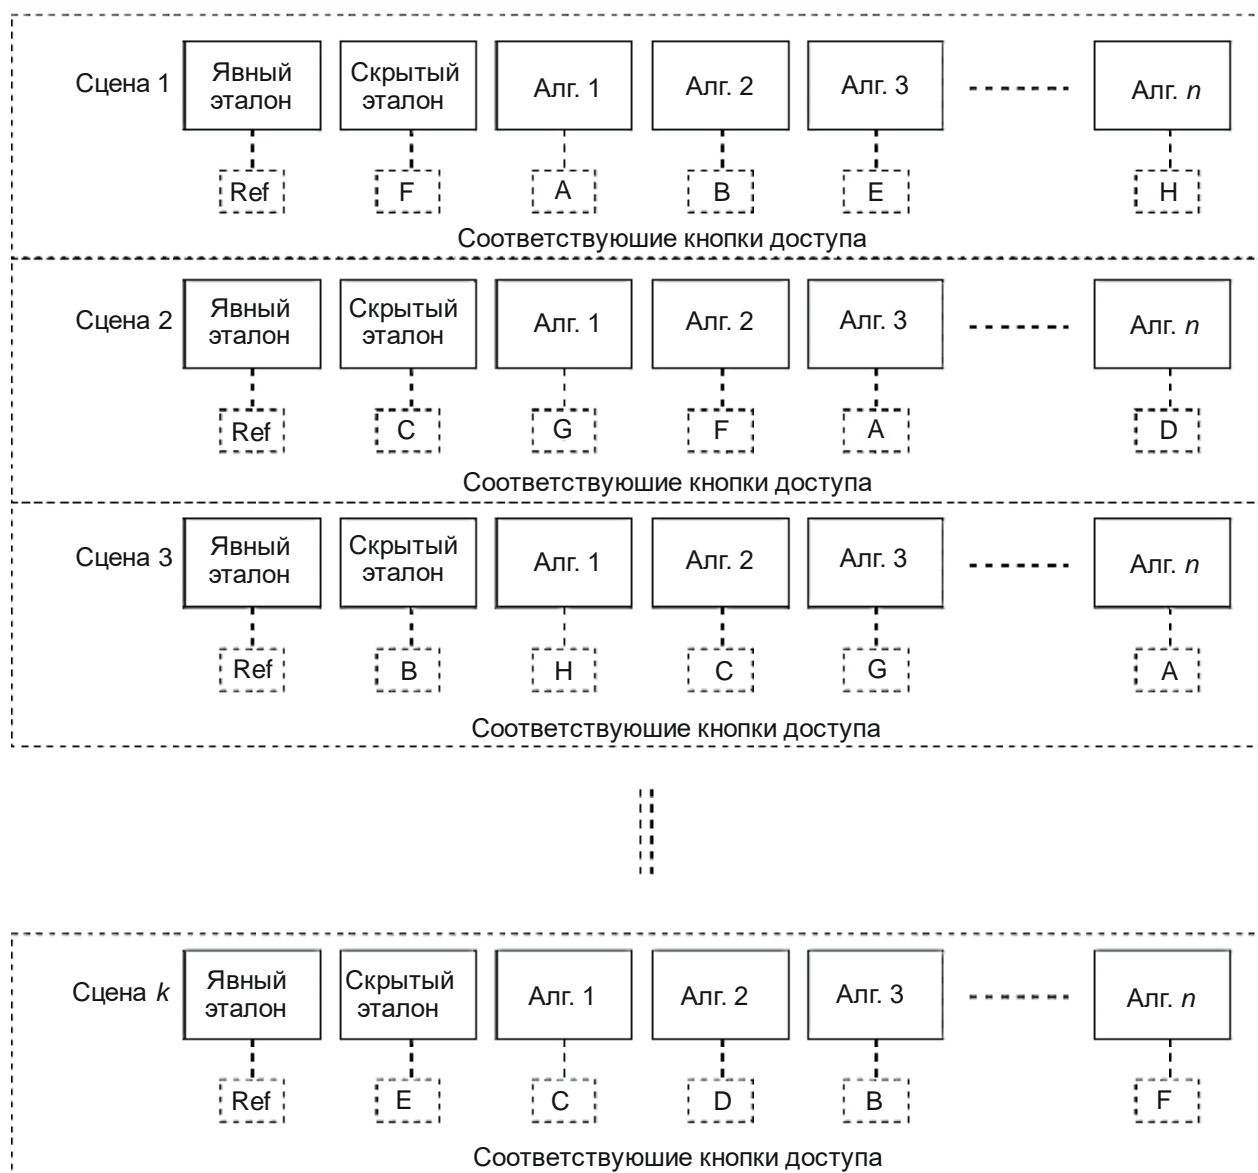 Сцена 1
Явный
эталон
Скрытый
эталон
Алг. 1
Алг. 2
Алг. 3
Алг. n
Ref
F
A
B
E
H
Соответствуюшие кнопки доступа
Сцена 2
Явный
эталон
Скрытый
эталон
Алг. 1
Алг. 2
Алг. 3
Алг. n
Ref
C
G
F
A
D
Соответствуюшие кнопки доступа
Сцена 3
Явный
эталон
Скрытый
эталон
Алг. 1
Алг. 2
Алг. 3
Алг. n
Ref
B
H
C
G
A
Соответствуюшие кнопки доступа
Сцена k
Явный
эталон
Скрытый
эталон
Алг. 1
Алг. 2
Алг. 3
Алг. n
Ref
E
C
D
B
F
Соответствуюшие кнопки доступа